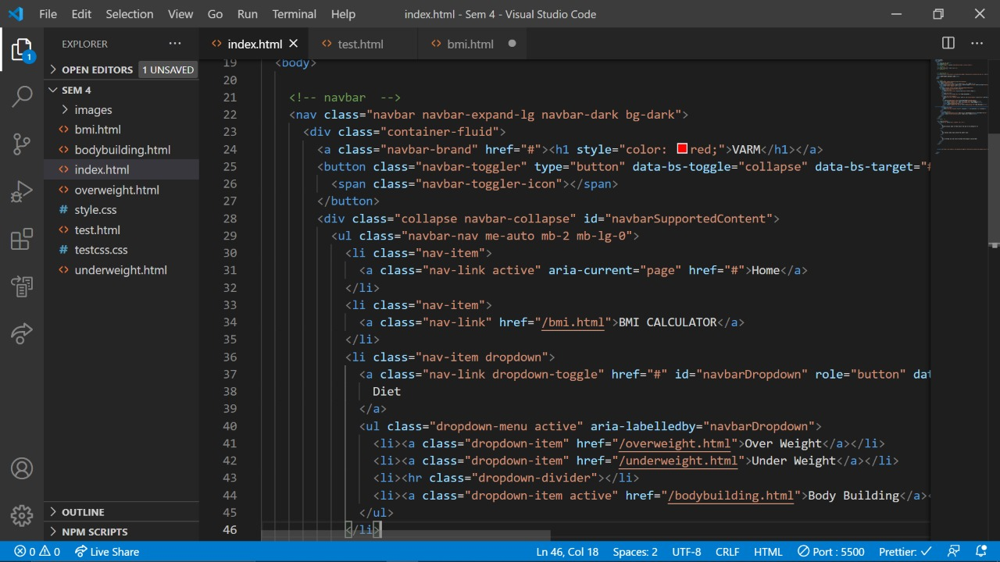 File Edit Selection View Go Run Terminal Help index.html - Sem 4 - Visual Studio Code
EXPLORER ··· <> index.html × <> test.html <> bmi.html ●
1
> OPEN EDITORS 1 UNSAVED
SEM 4
> images
<> bmi.html
<> bodybuilding.html
<> index.html
<> overweight.html
# style.css
<> test.html
# testcss.css
<> underweight.html
> OUTLINE
> NPM SCRIPTS
19 <body>
20
21 <!-- navbar -->
22 <nav class="navbar navbar-expand-lg navbar-dark bg-dark">
23 <div class="container-fluid">
24 <a class="navbar-brand" href="#"><h1 style="color: red;">VARM</h1></a>
25 <button class="navbar-toggler" type="button" data-bs-toggle="collapse" data-bs-target="#
26 <span class="navbar-toggler-icon"></span>
27 </button>
28 <div class="collapse navbar-collapse" id="navbarSupportedContent">
29 <ul class="navbar-nav me-auto mb-2 mb-lg-0">
30 <li class="nav-item">
31 <a class="nav-link active" aria-current="page" href="#">Home</a>
32 </li>
33 <li class="nav-item">
34 <a class="nav-link" href="/bmi.html">BMI CALCULATOR</a>
35 </li>
36 <li class="nav-item dropdown">
37 <a class="nav-link dropdown-toggle" href="#" id="navbarDropdown" role="button" dat
38 Diet
39 </a>
40 <ul class="dropdown-menu active" aria-labelledby="navbarDropdown">
41 <li><a class="dropdown-item" href="/overweight.html">Over Weight</a></li>
42 <li><a class="dropdown-item" href="/underweight.html">Under Weight</a></li>
43 <li><hr class="dropdown-divider"></li>
44 <li><a class="dropdown-item active" href="/bodybuilding.html">Body Building</a><
45 </ul>
46 </li>
0 0 Live Share Ln 46, Col 18 Spaces: 2 UTF-8 CRLF HTML Port : 5500 Prettier: ✓